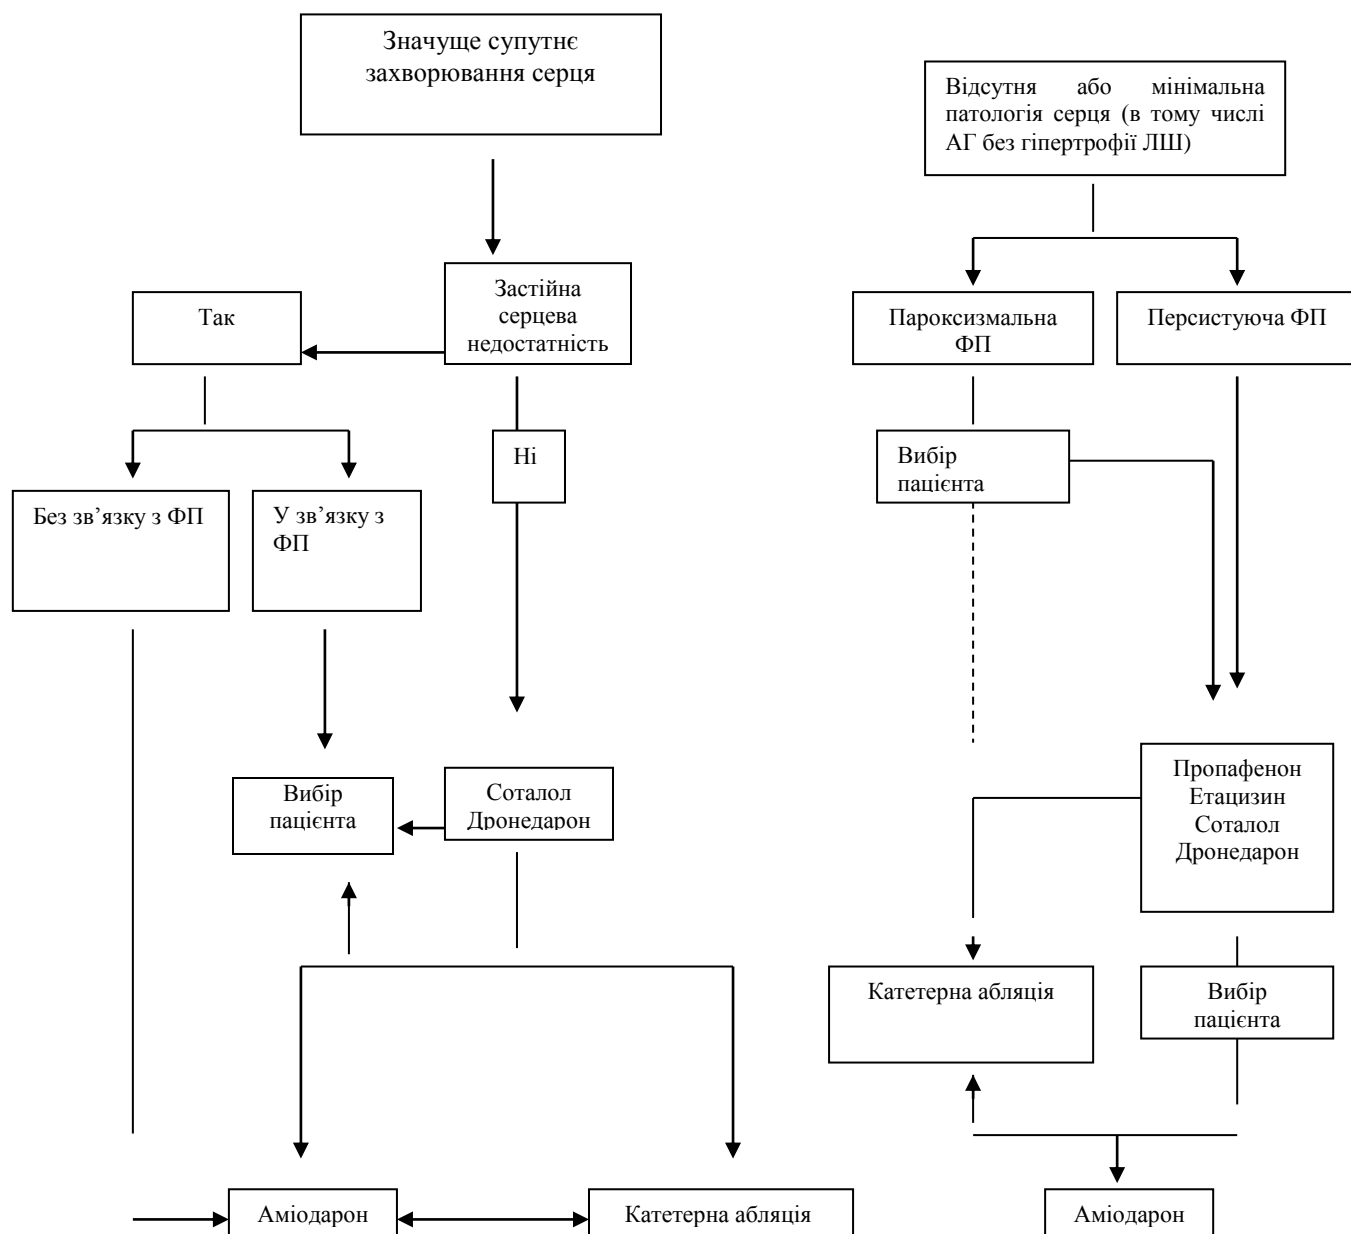 Значуще супутнє
захворювання серця
Відсутня або мінімальна
патологія серця (в тому числі
АГ без гіпертрофії ЛШ)
Застійна
серцева
недостатність
Так
Пароксизмальна
ФП
Персистуюча ФП
Ні
Вибір
пацієнта
Без зв’язку з ФП
У зв’язку з
ФП
Вибір
пацієнта
Соталол
Дронедарон
Пропафенон
Етацизин
Соталол
Дронедарон
Катетерна абляція
Вибір
пацієнта
Аміодарон
Катетерна абляція
Аміодарон